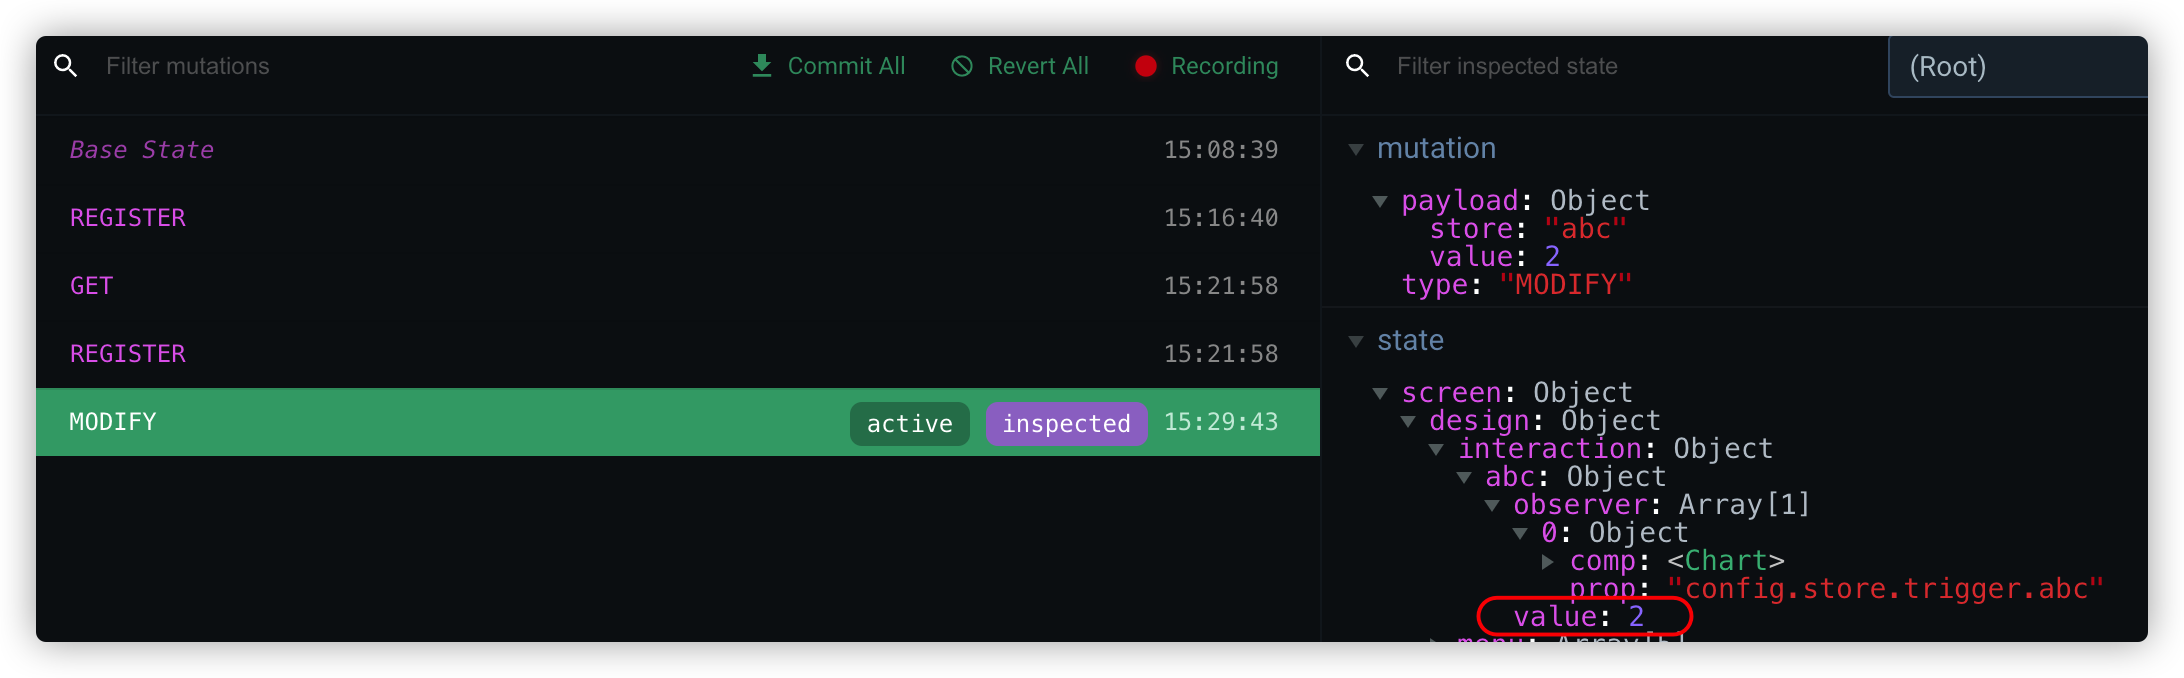 Filter mutations Commit All Revert All Recording
Base State 15:08:39
REGISTER 15:16:40
GET 15:21:58
REGISTER 15:21:58
MODIFY active inspected 15:29:43
Filter inspected state (Root)
mutation
payload: Object
store: "abc"
value: 2
type: "MODIFY"
state
screen: Object
design: Object
interaction: Object
abc: Object
observer: Array[1]
0: Object
comp: <Chart>
prop: "config.store.trigger.abc"
value: 2